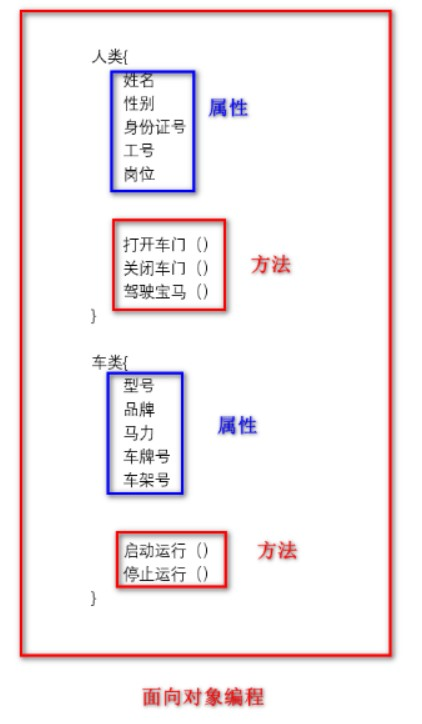 人类{
姓名
性别
属性
身份证号
工号
岗位
打开车门（）
关闭车门（）
方法
驾驶宝马（）
}
车类{
型号
品牌
马力
属性
车牌号
车架号
启动运行（）
方法
停止运行（）
}
面向对象编程